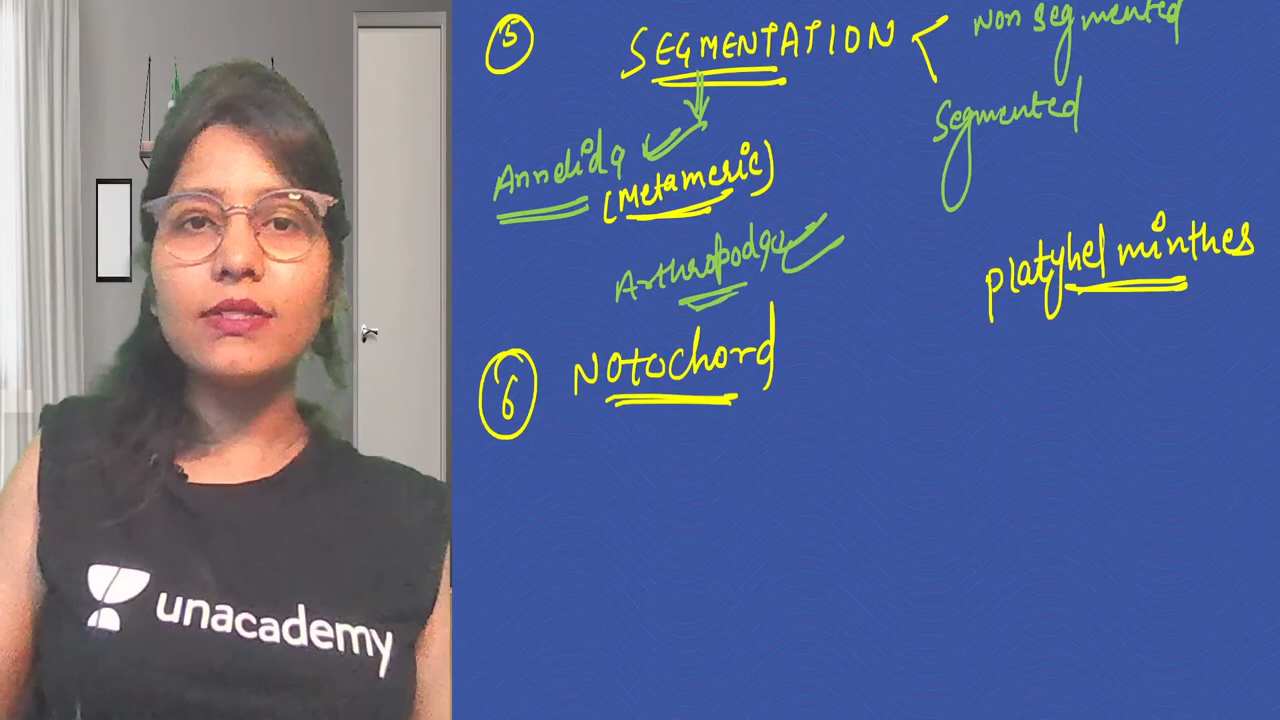 5 SEGMENTATION
Non segmented
Segmented
Annelida
(Metameric)
Arthropoda
Platyhelminthes
6 Notochord
unacademy